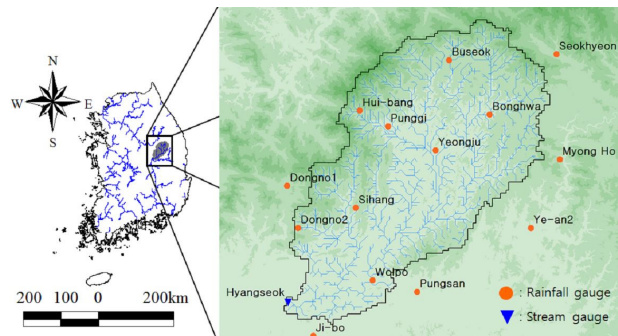 N
W E
S
200 100 0 200km
Buseok
Seokhyeon
Hui-bang
Punggi
Bonghwa
Yeongju
Myong Ho
Dongno1
Sihang
Dongno2
Ye-an2
Wolpo
Pungsan
Hyangseok
Ji-bo
: Rainfall gauge
: Stream gauge